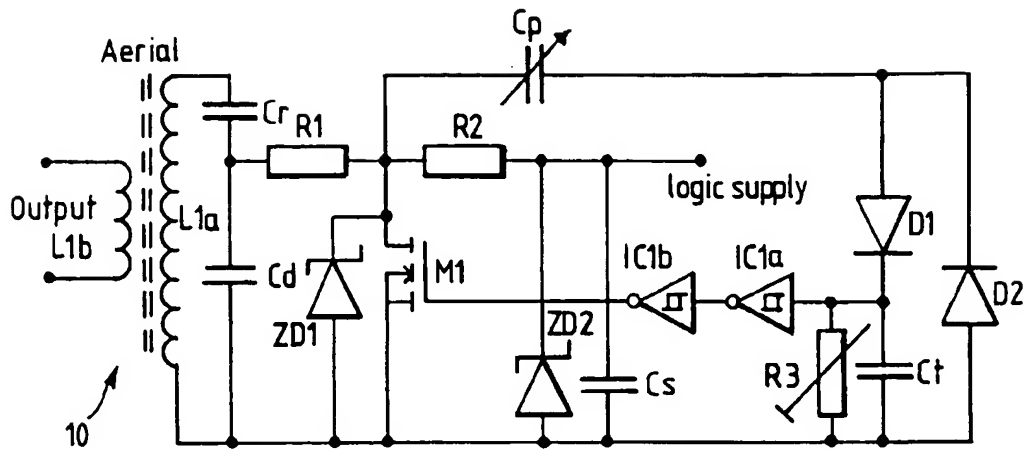 Cp
Aerial
Cr
R1
R2
logic supply
D1
Output
L1b
L1a
Cd
M1
IC1b
IC1a
D2
ZD1
ZD2
Cs
R3
Ct
10